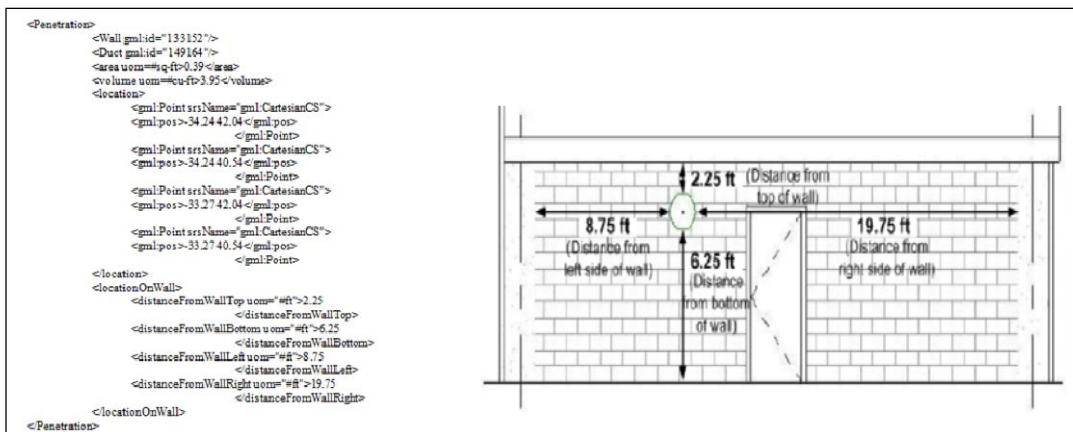 <Penetration>
<Wall gml:id="133152"/>
<Duct gml:id="149164"/>
<area uom=#sq-ft>0.39</area>
<volume uom=#cu-ft>3.95</volume>
<location>
<gml:Point srsName="gml:CartesianCS">
<gml:pos>-34.24 42.04</gml:pos>
</gml:Point>
<gml:Point srsName="gml:CartesianCS">
<gml:pos>-34.24 40.54</gml:pos>
</gml:Point>
<gml:Point srsName="gml:CartesianCS">
<gml:pos>-33.27 42.04</gml:pos>
</gml:Point>
<gml:Point srsName="gml:CartesianCS">
<gml:pos>-33.27 40.54</gml:pos>
</gml:Point>
</location>
<locationOnWall>
<distanceFromWallTop uom="#ft">2.25
</distanceFromWallTop>
<distanceFromWallBottom uom="#ft">6.25
</distanceFromWallBottom>
<distanceFromWallLeft uom="#ft">8.75
</distanceFromWallLeft>
<distanceFromWallRight uom="#ft">19.75
</distanceFromWallRight>
</locationOnWall>
</Penetration>
2.25 ft (Distance from
top of wall)
8.75 ft
(Distance from
left side of wall)
6.25 ft
(Distance
from bottom
of wall)
19.75 ft
(Distance from
right side of wall)